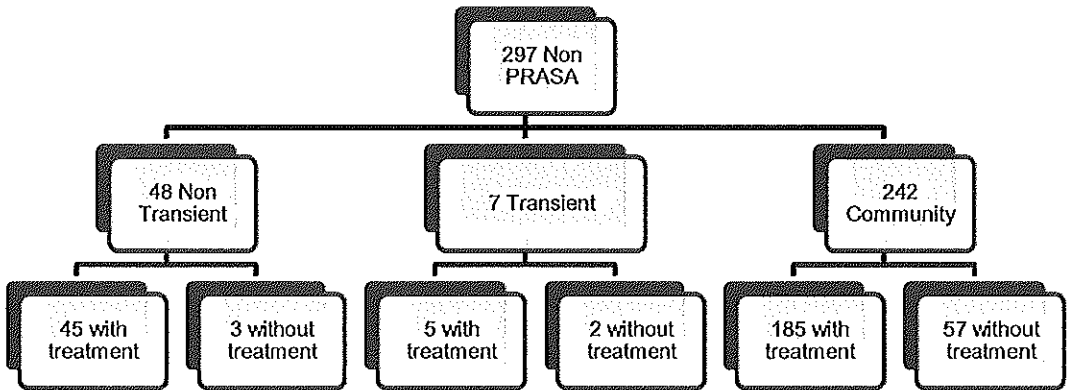 297 Non
PRASA
48 Non
Transient
7 Transient
242
Community
45 with
treatment
3 without
treatment
5 with
treatment
2 without
treatment
185 with
treatment
57 without
treatment